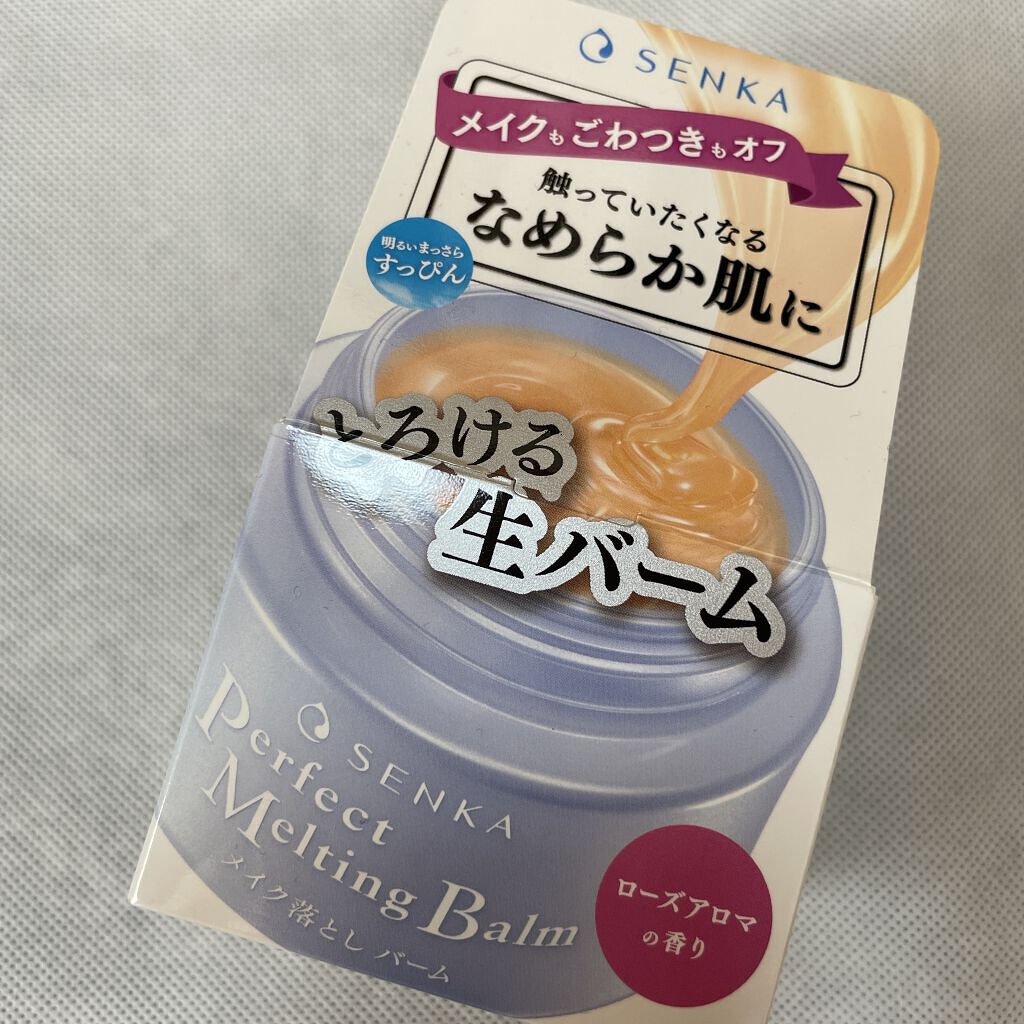 SENKA
メイクもごわつきもオフ
触っていたくなる
なめらか肌に
明るいまっさら
すっぴん
とろける
生バーム
SENKA
Perfect
Melting Balm
メイク落とし バーム
ローズアロマ
の香り